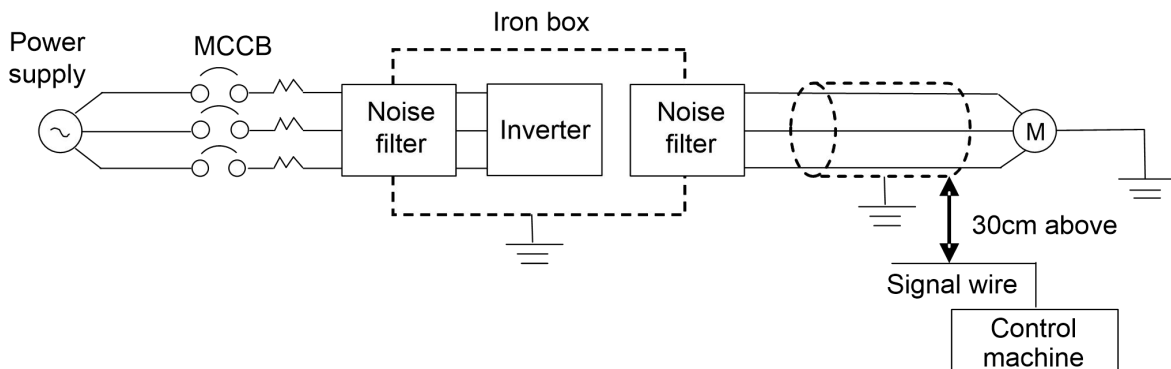 Iron box
Power
supply
MCCB
Noise
filter
Inverter
Noise
filter
M
30cm above
Signal wire
Control
machine